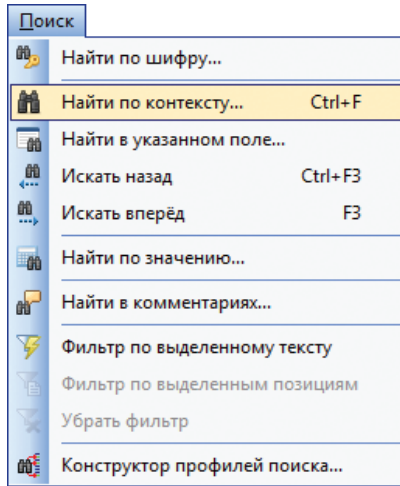 Поиск
Найти по шифру...
Найти по контексту... Ctrl+F
Найти в указанном поле...
Искать назад Ctrl+F3
Искать вперёд F3
Найти по значению...
Найти в комментариях...
Фильтр по выделенному тексту
Фильтр по выделенным позициям
Убрать фильтр
Конструктор профилей поиска...